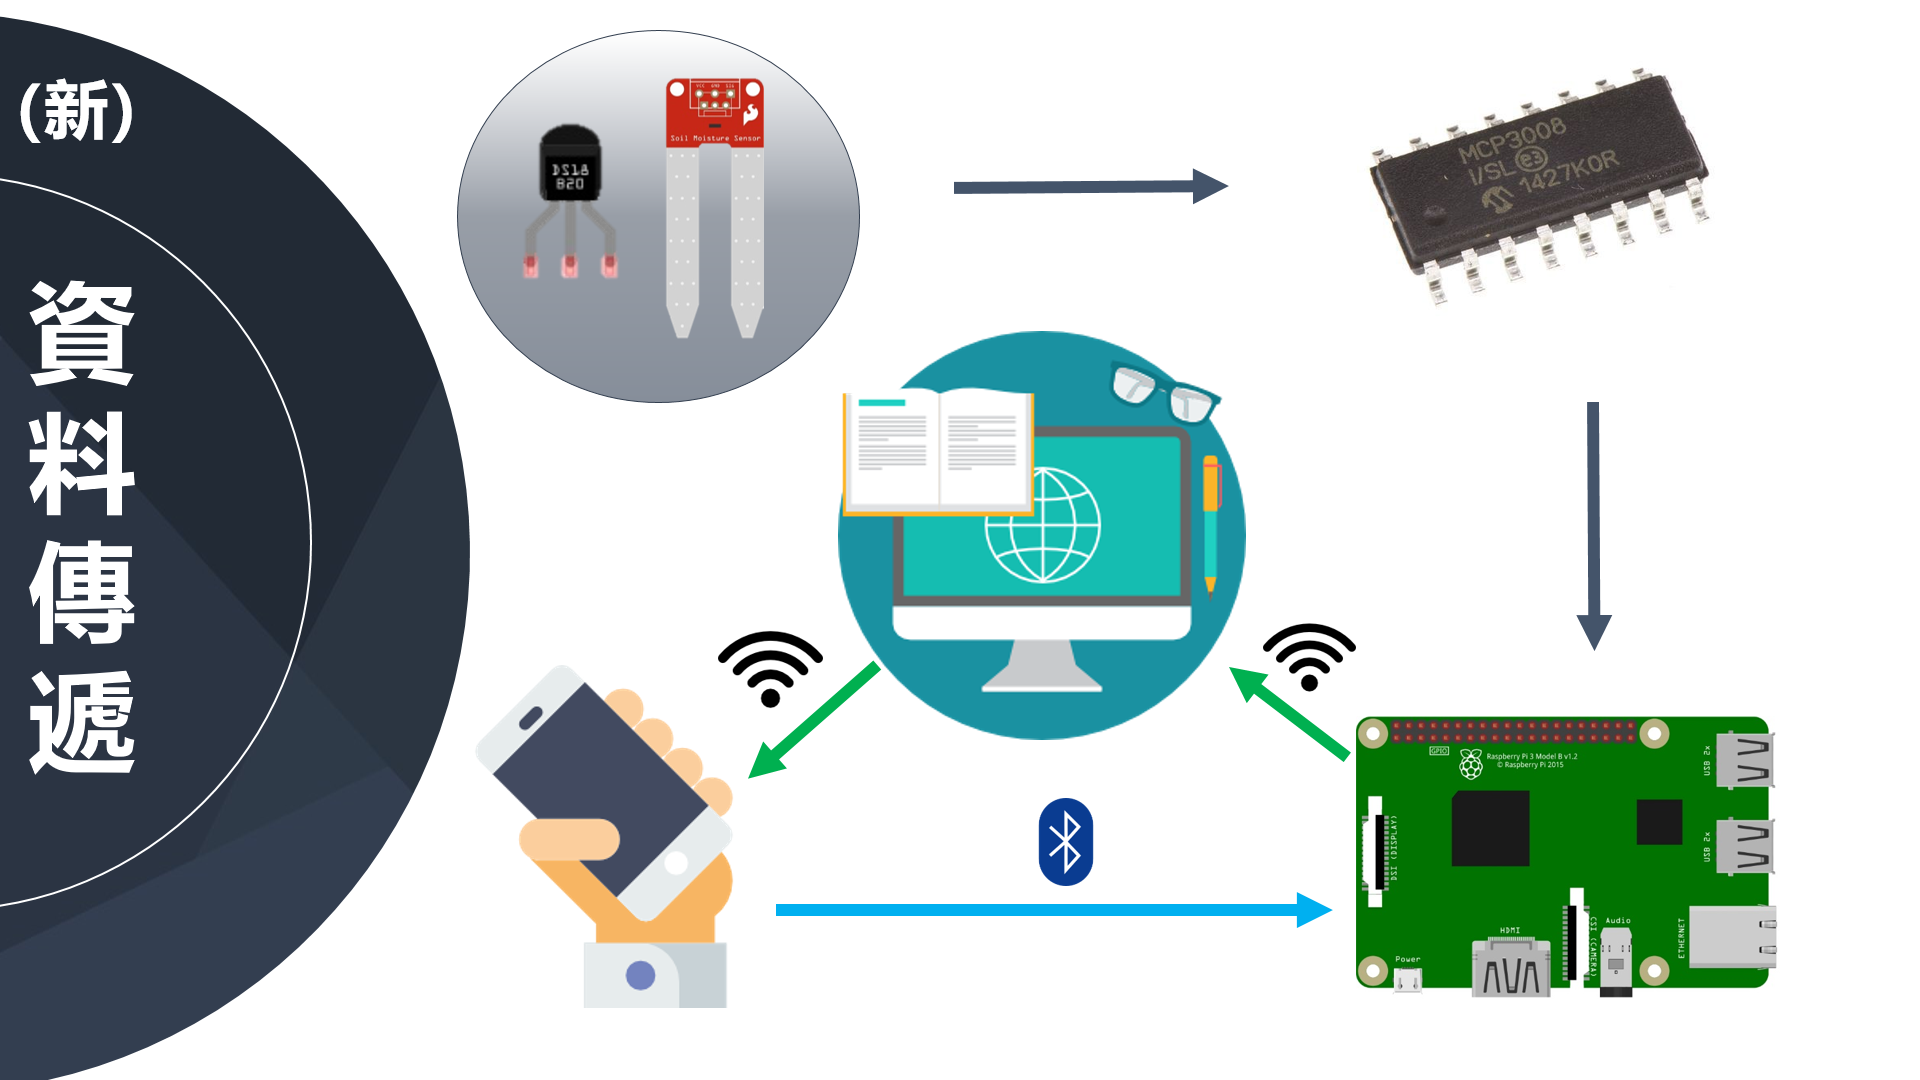 (新)
資
料
傳
遞
DS18
B20
VCC GND SIG
Soil Moisture Sensor
MCP3008
I/SL e3
1427K0R
GPIO
Raspberry Pi 3 Model B v1.2
© Raspberry Pi 2015
USB 2x
USB 2x
DSI (DISPLAY)
CSI (CAMERA)
Audio
ETHERNET
HDMI
Power